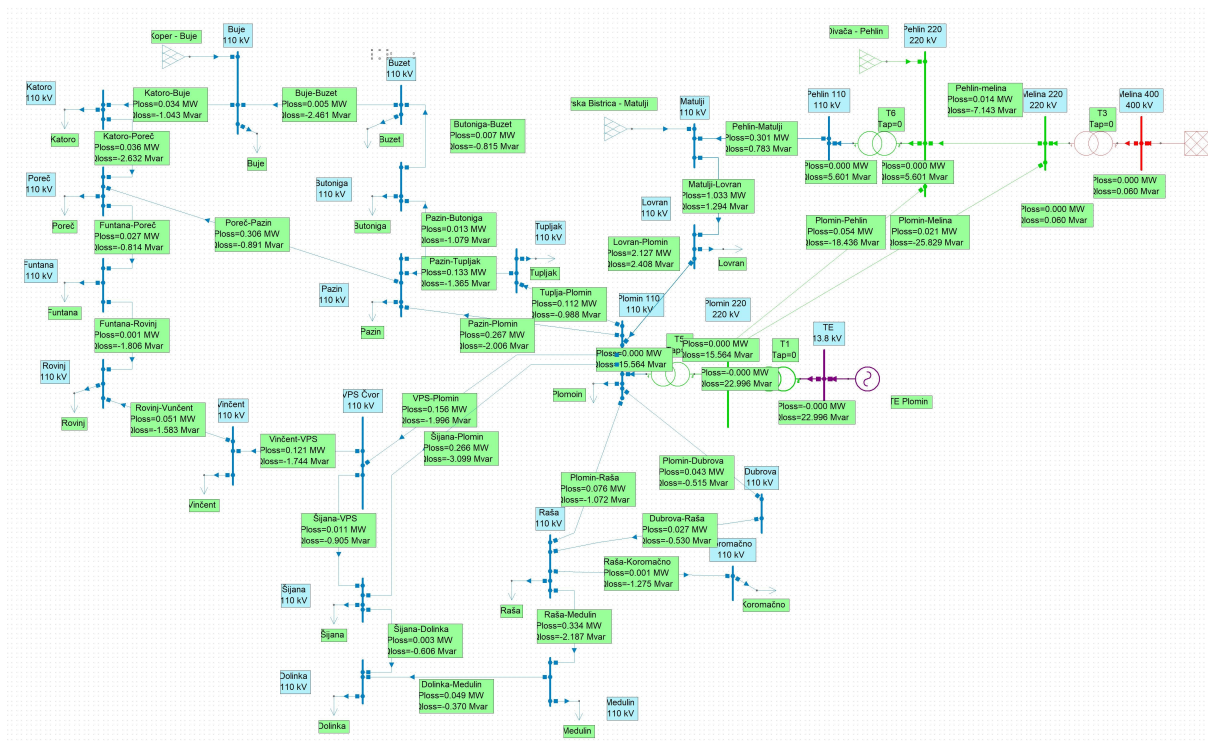 Koper - Buje
Buje
110 kV
Buzet
110 kV
Divača - Pehlin
Pehlin 220
220 kV
Katoro
110 kV
Katoro-Buje
Ploss=0.034 MW
Qloss=-1.043 Mvar
Buje-Buzet
Ploss=0.005 MW
Qloss=-2.461 Mvar
rska Bistrica - Matulji
Matulji
110 kV
Pehlin 110
110 kV
T6
Tap=0
Pehlin-melina
Ploss=0.014 MW
Qloss=-7.143 Mvar
Melina 220
220 kV
T3
Tap=0
Melina 400
400 kV
Katoro
Katoro-Poreč
Ploss=0.036 MW
Qloss=-2.632 Mvar
Buje
Buzet
Butoniga-Buzet
Ploss=0.007 MW
Qloss=-0.815 Mvar
Pehlin-Matulji
Ploss=0.301 MW
Qloss=0.783 Mvar
Ploss=0.000 MW
Qloss=5.601 Mvar
Ploss=0.000 MW
Qloss=5.601 Mvar
Ploss=0.000 MW
Qloss=0.060 Mvar
Ploss=0.000 MW
Qloss=0.060 Mvar
Poreč
110 kV
Butoniga
110 kV
Matulji-Lovran
Ploss=1.033 MW
Qloss=1.294 Mvar
Lovran
110 kV
Poreč
Funtana-Poreč
Ploss=0.027 MW
Qloss=-0.814 Mvar
Poreč-Pazin
Ploss=0.306 MW
Qloss=-0.891 Mvar
Butoniga
Pazin-Butoniga
Ploss=0.013 MW
Qloss=-1.079 Mvar
Tupljak
110 kV
Lovran-Plomin
Ploss=2.127 MW
Qloss=2.408 Mvar
Plomin-Pehlin
Ploss=0.054 MW
Qloss=-18.436 Mvar
Plomin-Melina
Ploss=0.021 MW
Qloss=-25.829 Mvar
Funtana
110 kV
Pazin-Tupljak
Ploss=0.133 MW
Qloss=-1.365 Mvar
Tupljak
Lovran
Funtana
Pazin
110 kV
Tuplja-Plomin
Ploss=0.112 MW
Qloss=-0.988 Mvar
Plomin 110
110 kV
Plomin 220
220 kV
Funtana-Rovinj
Ploss=0.001 MW
Qloss=-1.806 Mvar
Pazin
Pazin-Plomin
Ploss=0.267 MW
Qloss=-2.006 Mvar
T5
Ploss=0.000 MW
Qloss=15.564 Mvar
Ploss=0.000 MW
Qloss=15.564 Mvar
T1
Tap=0
TE
13.8 kV
Rovinj
110 kV
Ploss=-0.000 MW
Qloss=22.996 Mvar
Ploss=-0.000 MW
Qloss=22.996 Mvar
TE Plomin
Plomoin
Rovinj
Rovinj-Vunčent
Ploss=0.051 MW
Qloss=-1.583 Mvar
Vinčent
110 kV
VPS Čvor
110 kV
VPS-Plomin
Ploss=0.156 MW
Qloss=-1.996 Mvar
Vinčent-VPS
Ploss=0.121 MW
Qloss=-1.744 Mvar
Šijana-Plomin
Ploss=0.266 MW
Qloss=-3.099 Mvar
Vinčent
Plomin-Raša
Ploss=0.076 MW
Qloss=-1.072 Mvar
Plomin-Dubrova
Ploss=0.043 MW
Qloss=-0.515 Mvar
Dubrova
110 kV
Šijana-VPS
Ploss=0.011 MW
Qloss=-0.905 Mvar
Raša
110 kV
Dubrova-Raša
Ploss=0.027 MW
Qloss=-0.530 Mvar
Koromačno
110 kV
Šijana
110 kV
Raša-Koromačno
Ploss=0.001 MW
Qloss=-1.275 Mvar
Koromačno
Šijana
Raša
Raša-Medulin
Ploss=0.334 MW
Qloss=-2.187 Mvar
Šijana-Dolinka
Ploss=0.003 MW
Qloss=-0.606 Mvar
Dolinka
110 kV
Dolinka-Medulin
Ploss=0.049 MW
Qloss=-0.370 Mvar
Medulin
110 kV
Dolinka
Medulin